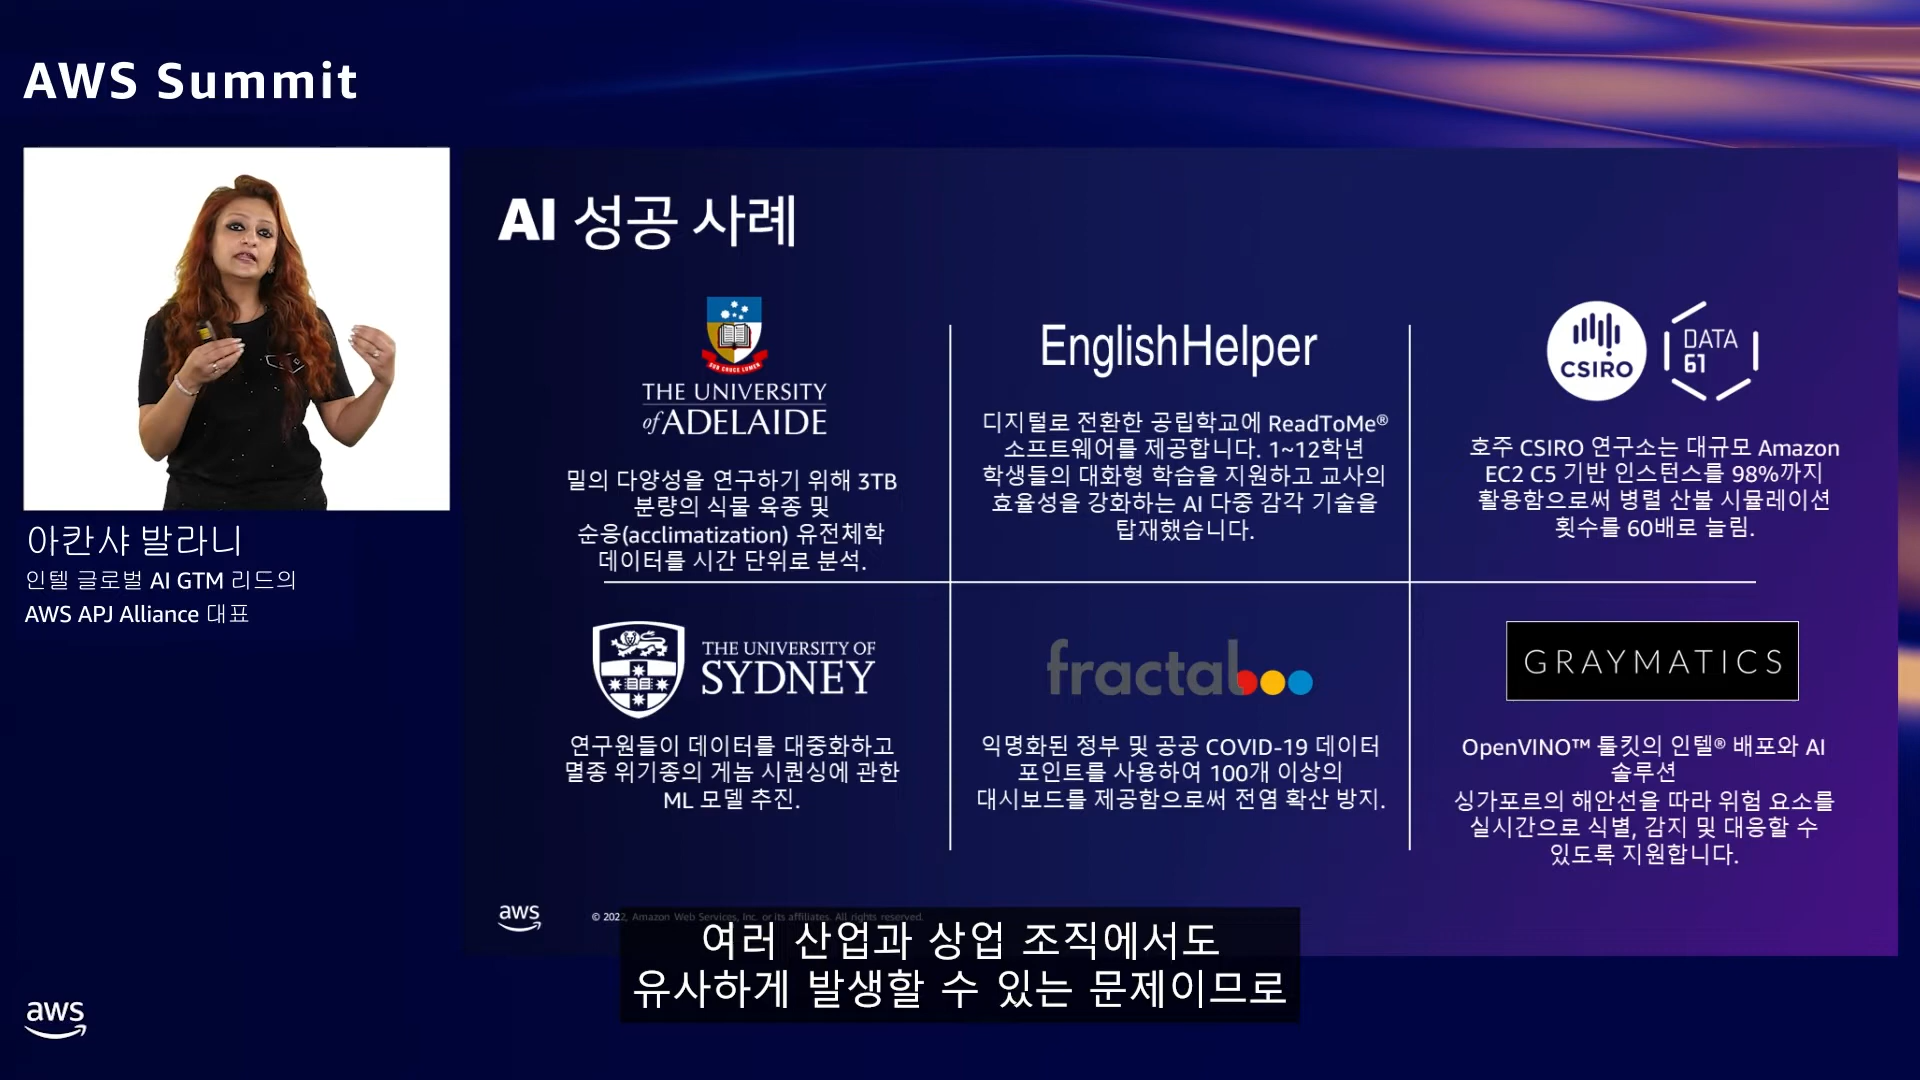 AWS Summit
아칸샤 발라니
인텔 글로벌 AI GTM 리드의
AWS APJ Alliance 대표
AI 성공 사례
SUB CRUCE LUMEN
THE UNIVERSITY
of ADELAIDE
밀의 다양성을 연구하기 위해 3TB
분량의 식물 육종 및
순응(acclimatization) 유전체학
데이터를 시간 단위로 분석.
EnglishHelper
디지털로 전환한 공립학교에 ReadToMe®
소프트웨어를 제공합니다. 1~12학년
학생들의 대화형 학습을 지원하고 교사의
효율성을 강화하는 AI 다중 감각 기술을
탑재했습니다.
CSIRO
DATA
61
호주 CSIRO 연구소는 대규모 Amazon
EC2 C5 기반 인스턴스를 98%까지
활용함으로써 병렬 산불 시뮬레이션
횟수를 60배로 늘림.
THE UNIVERSITY OF
SYDNEY
연구원들이 데이터를 대중화하고
멸종 위기종의 게놈 시퀀싱에 관한
ML 모델 추진.
fractal
익명화된 정부 및 공공 COVID-19 데이터
포인트를 사용하여 100개 이상의
대시보드를 제공함으로써 전염 확산 방지.
GRAYMATICS
OpenVINO™ 툴킷의 인텔® 배포와 AI
솔루션
싱가포르의 해안선을 따라 위험 요소를
실시간으로 식별, 감지 및 대응할 수
있도록 지원합니다.
aws
© 2022, Amazon Web Services, Inc. or its affiliates. All rights reserved.
여러 산업과 상업 조직에서도
유사하게 발생할 수 있는 문제이므로
aws